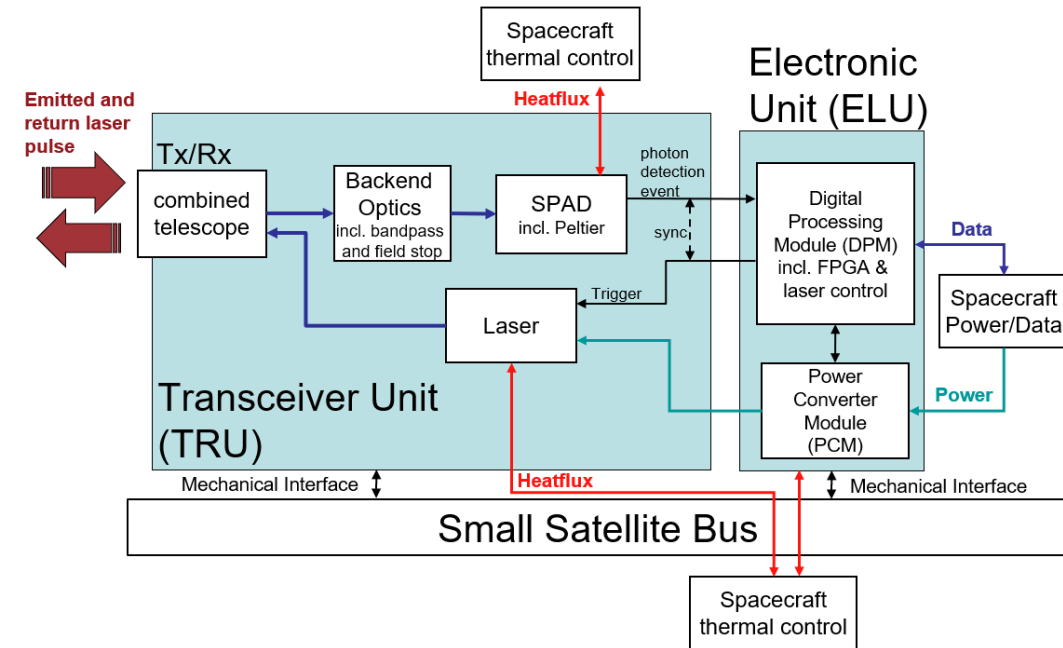 Spacecraft
thermal control
Heatflux
Electronic
Unit (ELU)
Emitted and
return laser
pulse
Tx/Rx
combined
telescope
Backend
Optics
incl. bandpass
and field stop
SPAD
incl. Peltier
photon
detection
event
sync
Trigger
Digital
Processing
Module (DPM)
incl. FPGA &
laser control
Data
Spacecraft
Power/Data
Laser
Power
Converter
Module
(PCM)
Power
Transceiver Unit
(TRU)
Mechanical Interface
Heatflux
Mechanical Interface
Small Satellite Bus
Spacecraft
thermal control